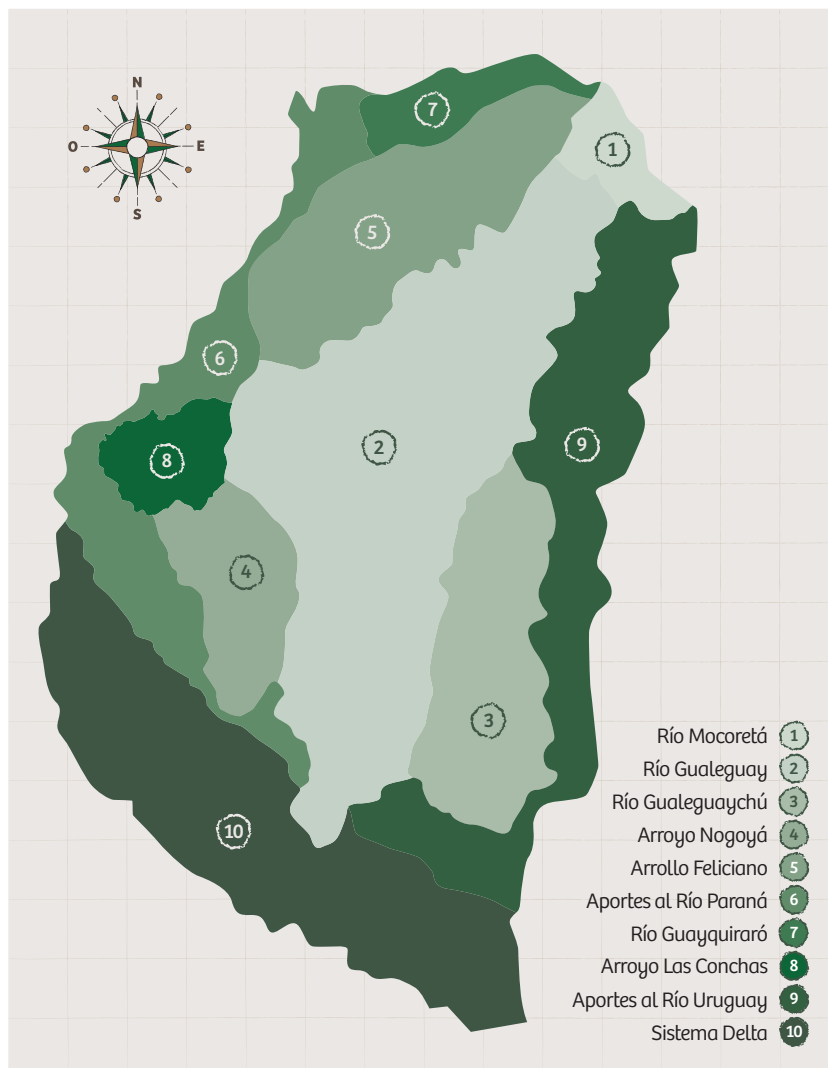 N
O
E
S
7
1
5
6
2
9
8
4
3
10
Río Mocoretá 1
Río Gualeguay 2
Río Gualeguaychú 3
Arroyo Nogoyá 4
Arrollo Feliciano 5
Aportes al Río Paraná 6
Río Guayquiraró 7
Arroyo Las Conchas 8
Aportes al Río Uruguay 9
Sistema Delta 10